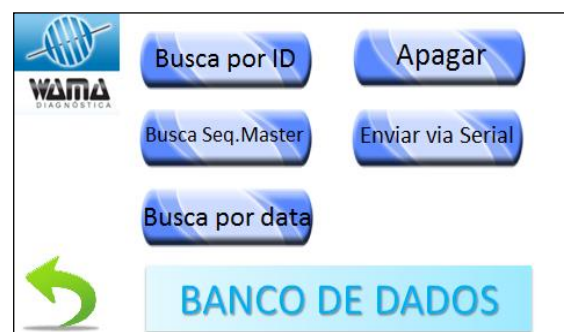 WAMA
DIAGNÓSTICA
Busca por ID
Apagar
Busca Seq.Master
Enviar via Serial
Busca por data
BANCO DE DADOS